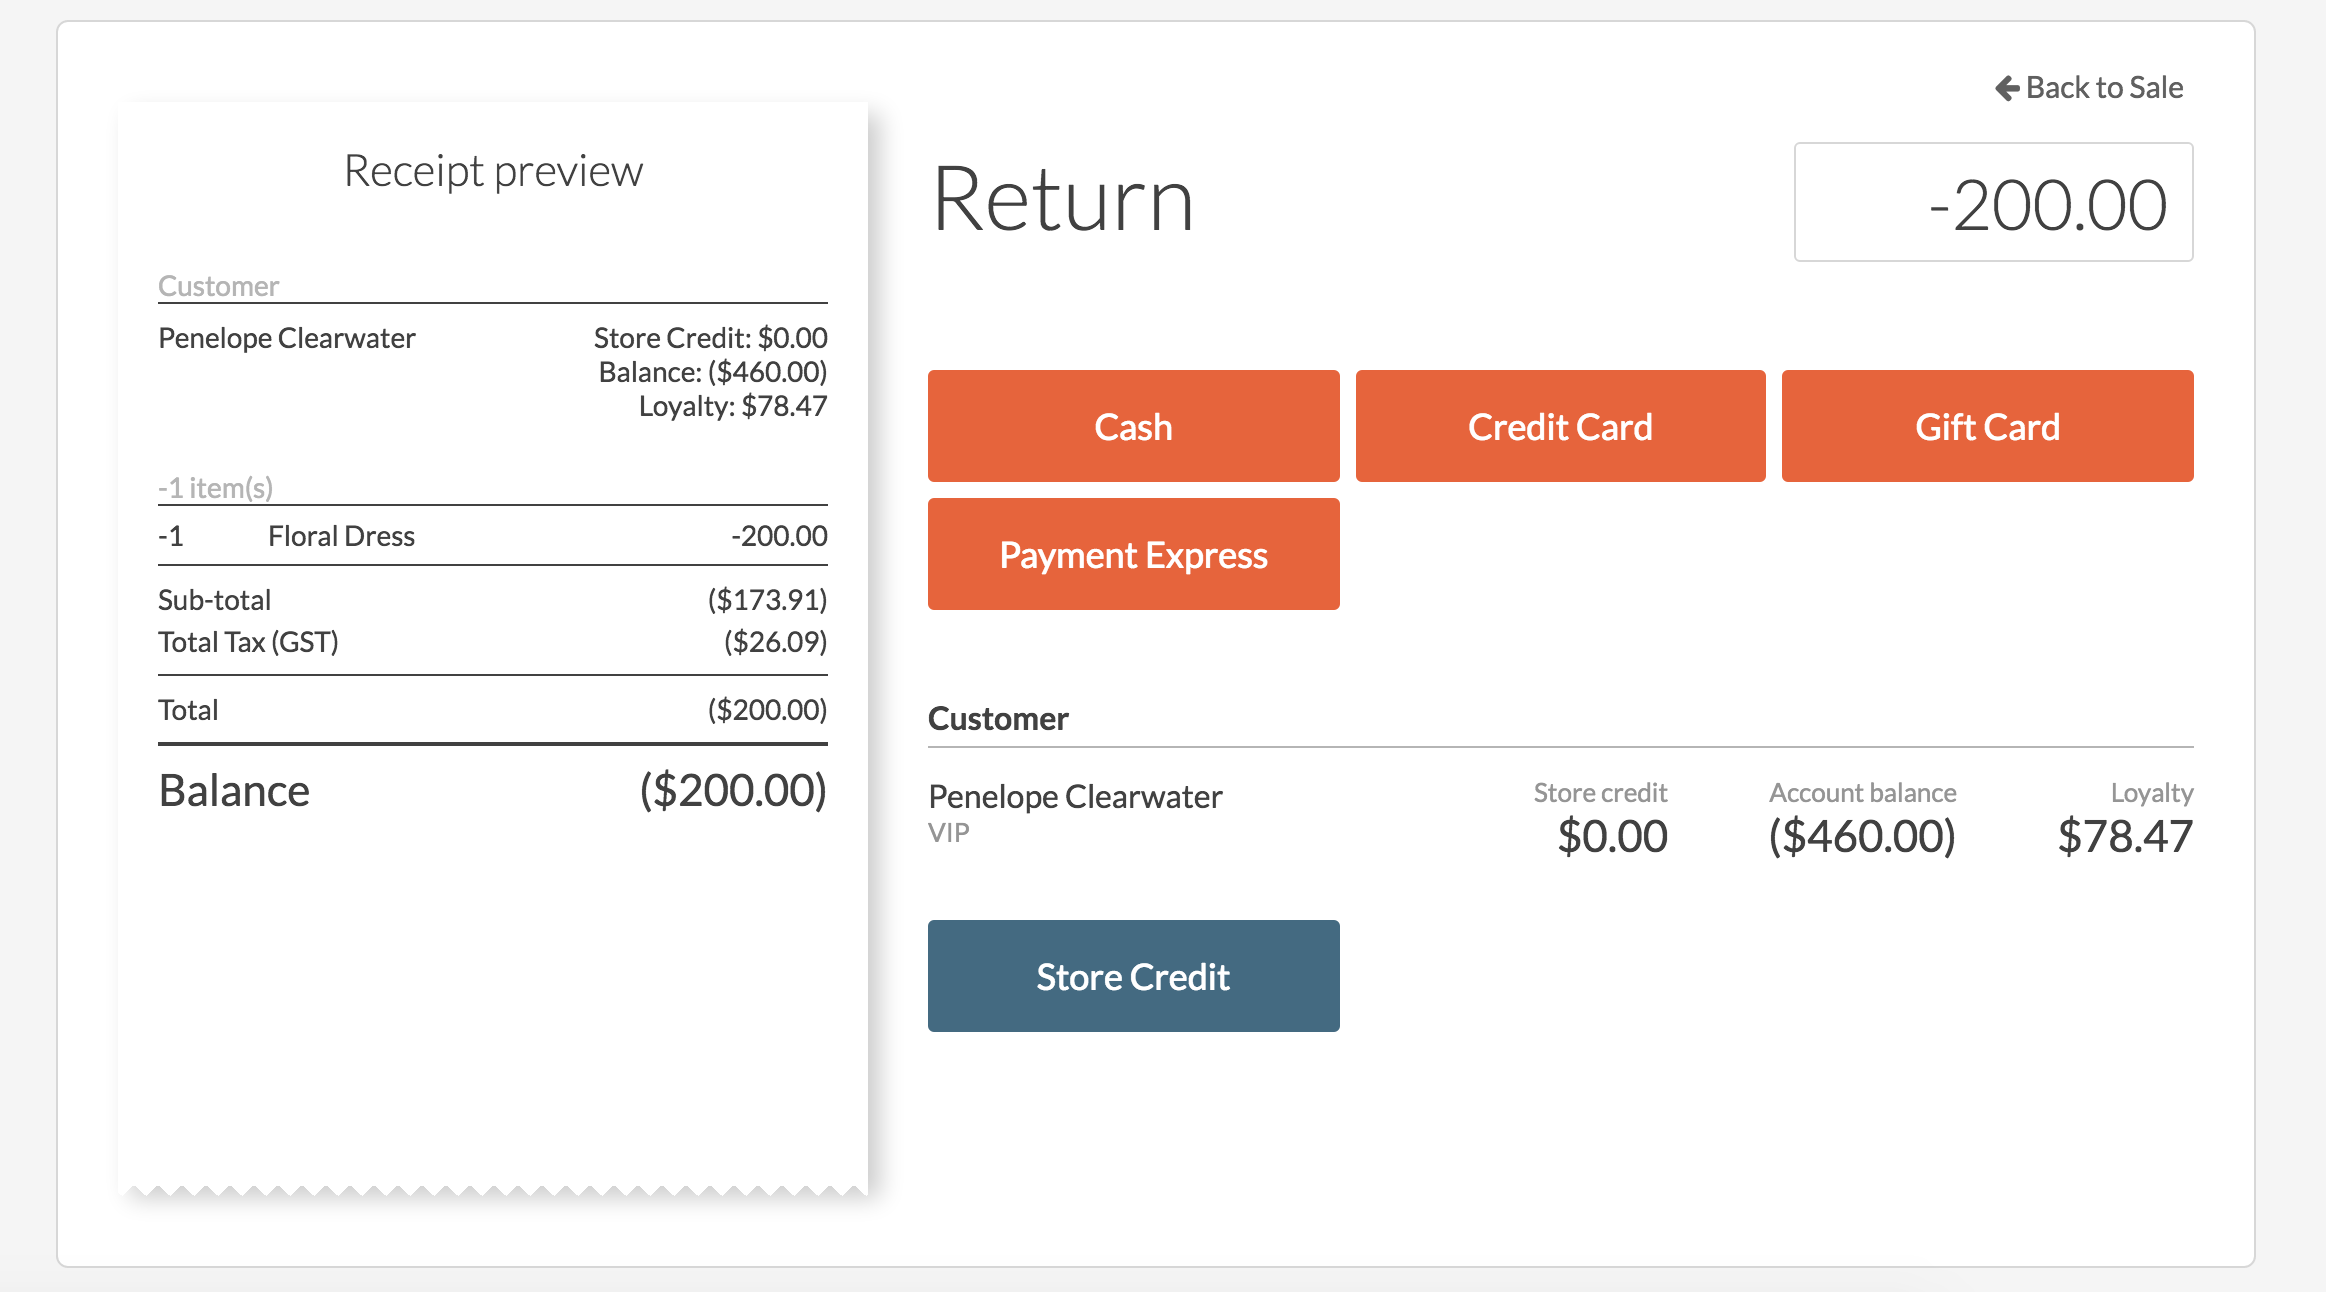 Back to Sale
Receipt preview
Return
-200.00
Customer
Penelope Clearwater Store Credit: $0.00
Balance: ($460.00)
Loyalty: $78.47
-1 item(s)
-1 Floral Dress -200.00
Sub-total ($173.91)
Total Tax (GST) ($26.09)
Total ($200.00)
Balance ($200.00)
Cash
Credit Card
Gift Card
Payment Express
Customer
Penelope Clearwater
VIP
Store credit
$0.00
Account balance
($460.00)
Loyalty
$78.47
Store Credit